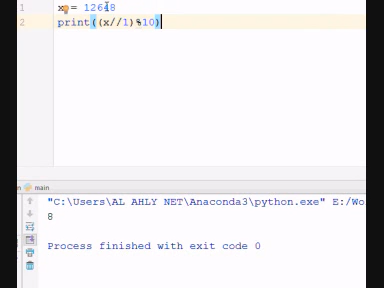 1 x = 12648
2 print((x//1)%10)
main
"C:\Users\AL AHLY NET\Anaconda3\python.exe" E:/Wo
8
Process finished with exit code 0